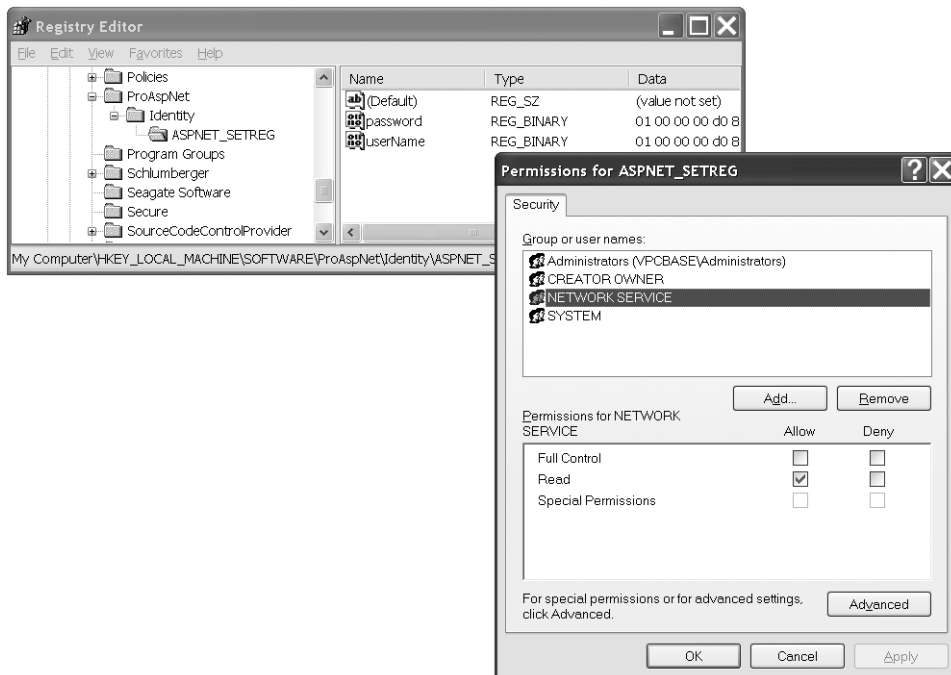 Registry Editor
File Edit View Favorites Help
Policies
ProAspNet
Identity
ASPNET_SETREG
Program Groups
Schlumberger
Seagate Software
Secure
SourceCodeControlProvider
Name Type Data
(Default) REG_SZ (value not set)
password REG_BINARY 01 00 00 00 d0 8
userName REG_BINARY 01 00 00 00 d0 8
My Computer\HKEY_LOCAL_MACHINE\SOFTWARE\ProAspNet\Identity\ASPNET_S
Permissions for ASPNET_SETREG
Security
Group or user names:
Administrators (VPCBASE\Administrators)
CREATOR OWNER
NETWORK SERVICE
SYSTEM
Add... Remove
Permissions for NETWORK
SERVICE Allow Deny
Full Control
Read
Special Permissions
For special permissions or for advanced settings,
click Advanced.
Advanced
OK Cancel Apply